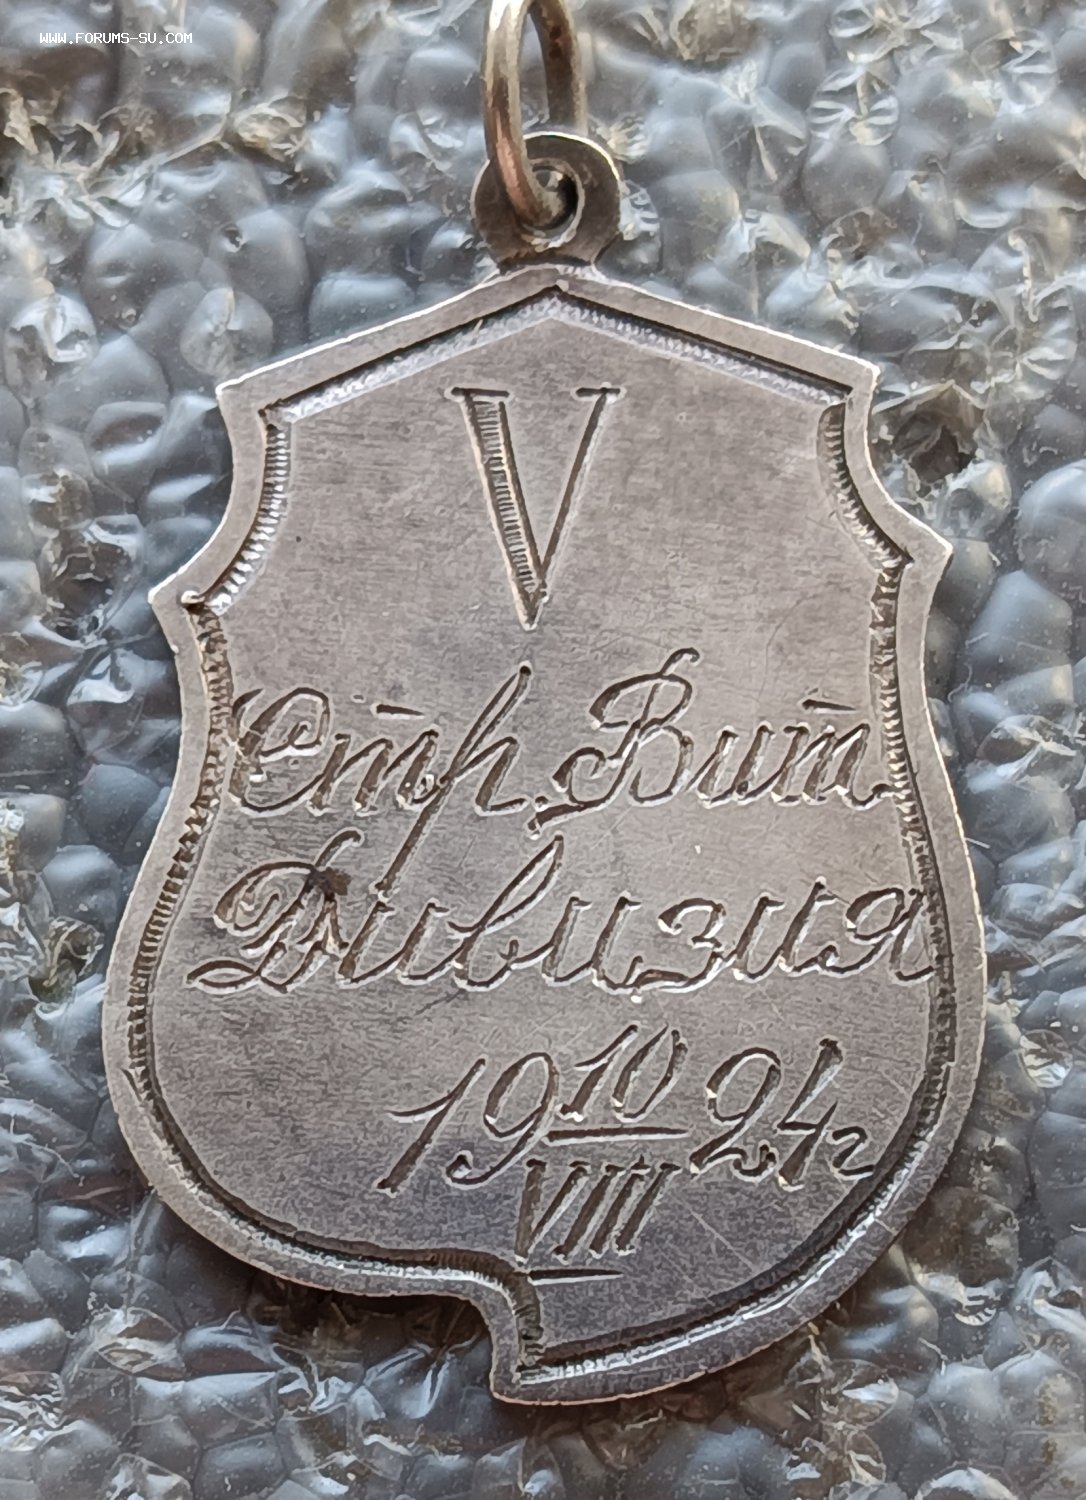 WWW.FORUMS-SU.COM
V
Стр. Вит.
Дивизия
19 10/VIII 24г